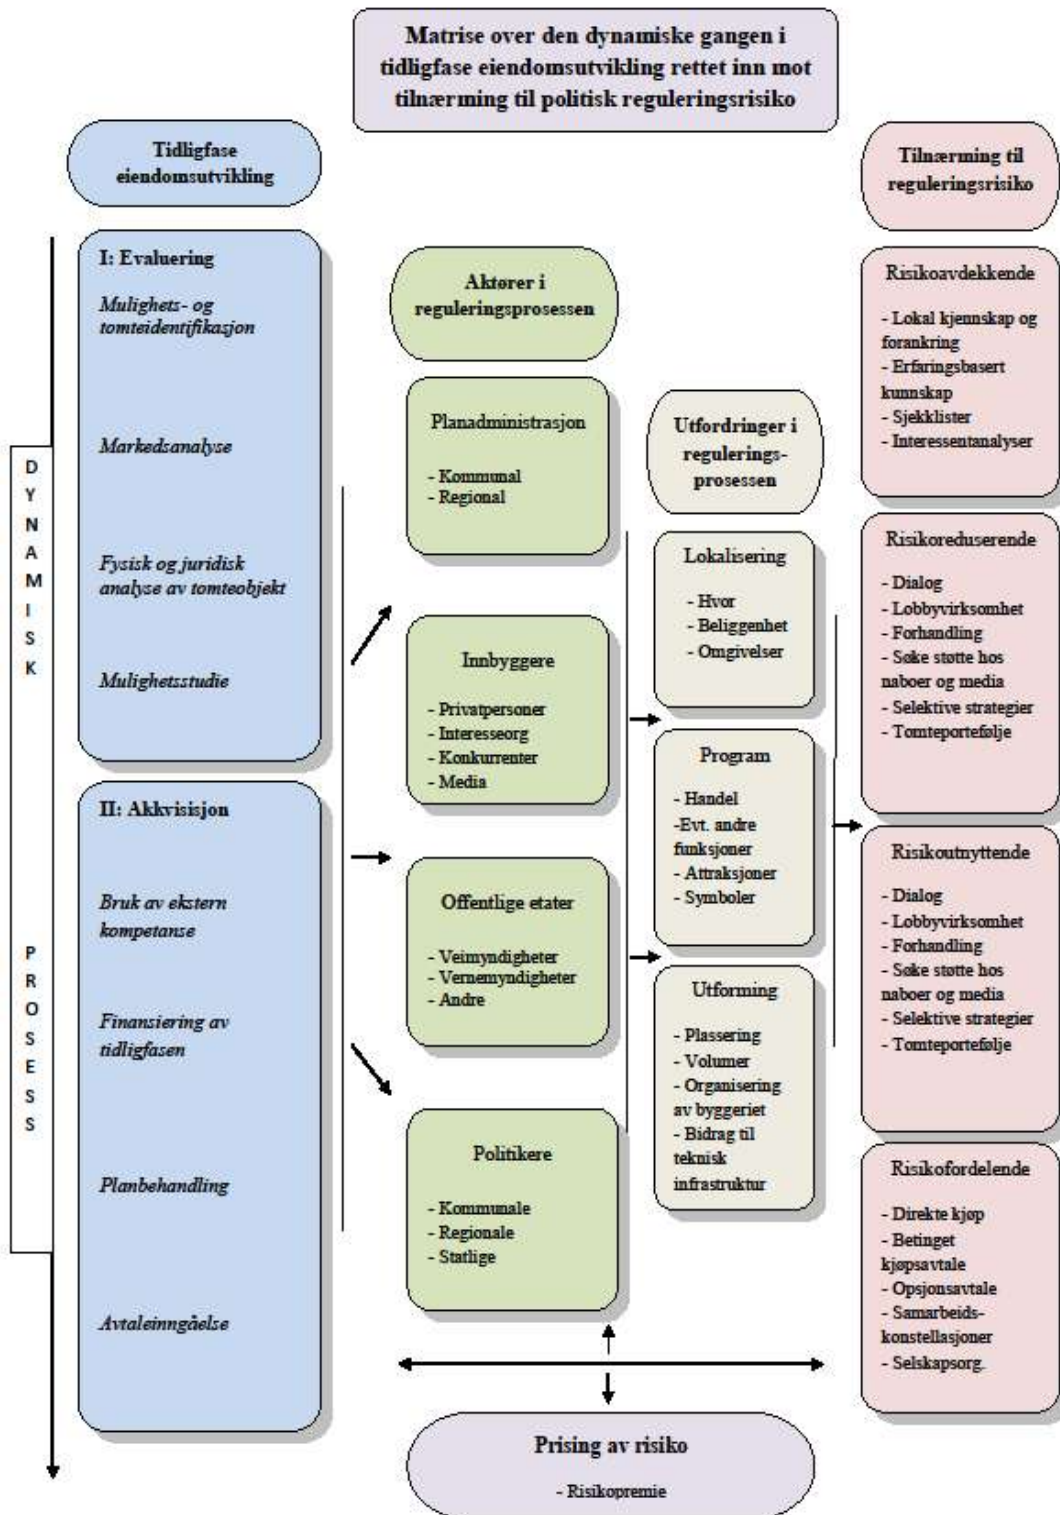 Matrise over den dynamiske gangen i
tidligfase eiendomsutvikling rettet inn mot
tilnærming til politisk reguleringsrisiko
Tidligfase
eiendomsutvikling
I: Evaluering
Mulighets- og
tomteidentifikasjon
Markedsanalyse
Fysisk og juridisk
analyse av tomteobjekt
Mulighetsstudie
II: Akkvisisjon
Bruk av ekstern
kompetanse
Finansiering av
tidligfasen
Planbehandling
Avtaleinngåelse
DYNAMISK
PROSESS
Aktører i
reguleringsprosessen
Planadministrasjon
- Kommunal
- Regional
Innbyggere
- Privatpersoner
- Interesseorg
- Konkurrenter
- Media
Offentlige etater
- Veimyndigheter
- Vernemyndigheter
- Andre
Politikere
- Kommunale
- Regionale
- Statlige
Utfordringer i
regulerings-
prosessen
Lokalisering
- Hvor
- Beliggenhet
- Omgivelser
Program
- Handel
-Evt. andre
funksjoner
- Attraksjoner
- Symboler
Utforming
- Plassering
- Volumer
- Organisering
av byggeriet
- Bidrag til
teknisk
infrastruktur
Tilnærming til
reguleringsrisiko
Risikoavdekkende
- Lokal kjennskap og
forankring
- Erfaringsbasert
kunnskap
- Sjekklister
- Interessentanalyser
Risikoreduserende
- Dialog
- Lobbyvirksomhet
- Forhandling
- Søke støtte hos
naboer og media
- Selektive strategier
- Tomteportefølje
Risikoutnyttende
- Dialog
- Lobbyvirksomhet
- Forhandling
- Søke støtte hos
naboer og media
- Selektive strategier
- Tomteportefølje
Risikofordelende
- Direkte kjøp
- Betinget
kjøpsavtale
- Opsjonsavtale
- Samarbeids-
konstellasjoner
- Selskapsorg.
Prising av risiko
- Risikopremie